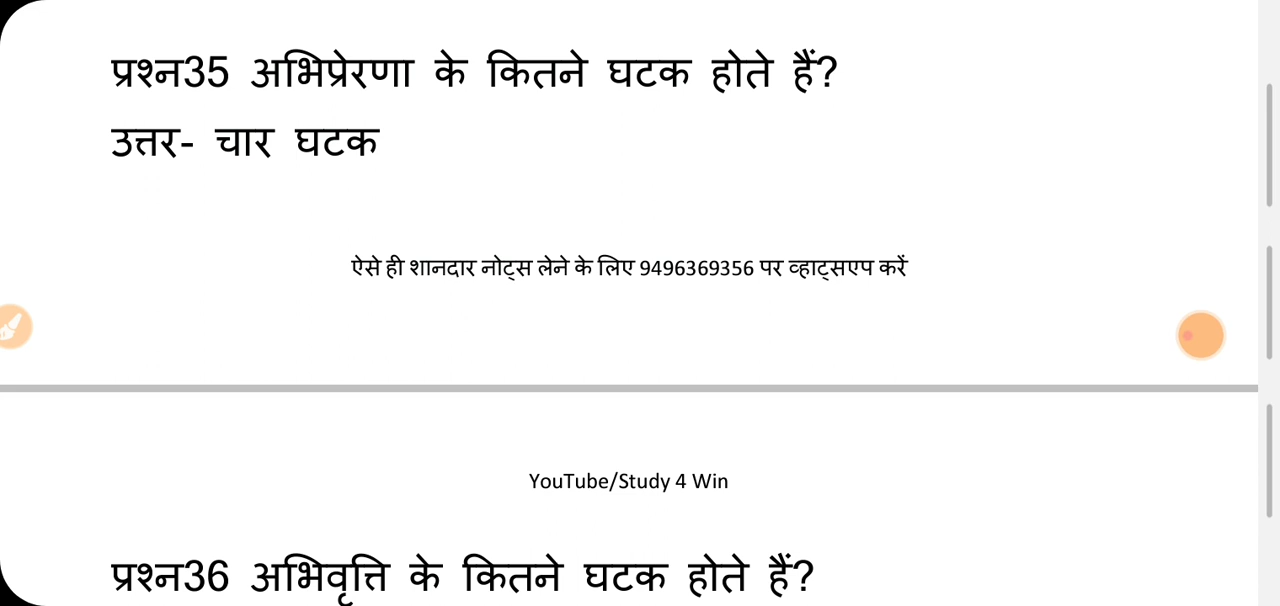 प्रश्न35 अभिप्रेरणा के कितने घटक होते हैं?
उत्तर- चार घटक
ऐसे ही शानदार नोट्स लेने के लिए 9496369356 पर व्हाट्सएप करें
YouTube/Study 4 Win
प्रश्न36 अभिवृत्ति के कितने घटक होते हैं?